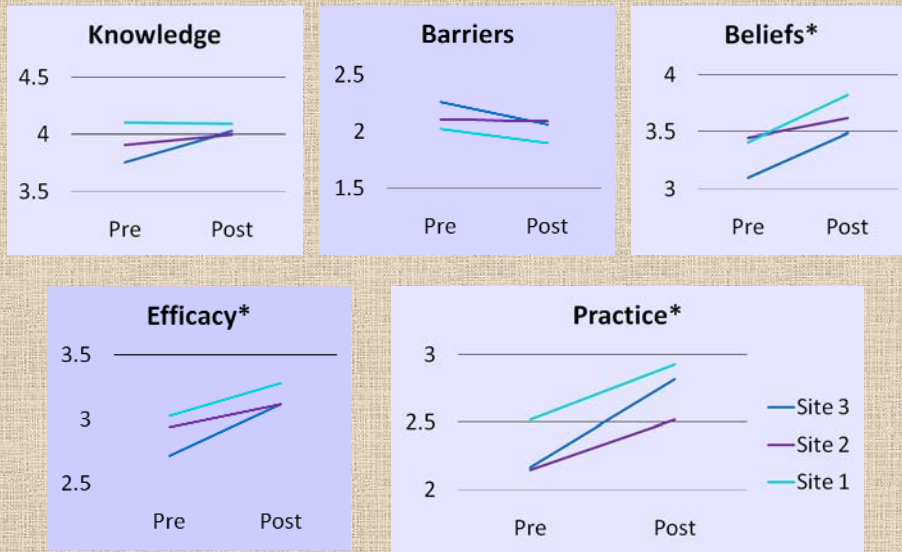 Knowledge
4.5
4
3.5
Pre Post
Barriers
2.5
2
1.5
Pre Post
Beliefs*
4
3.5
3
Pre Post
Efficacy*
3.5
3
2.5
Pre Post
Practice*
3
2.5
2
Pre Post
Site 3
Site 2
Site 1